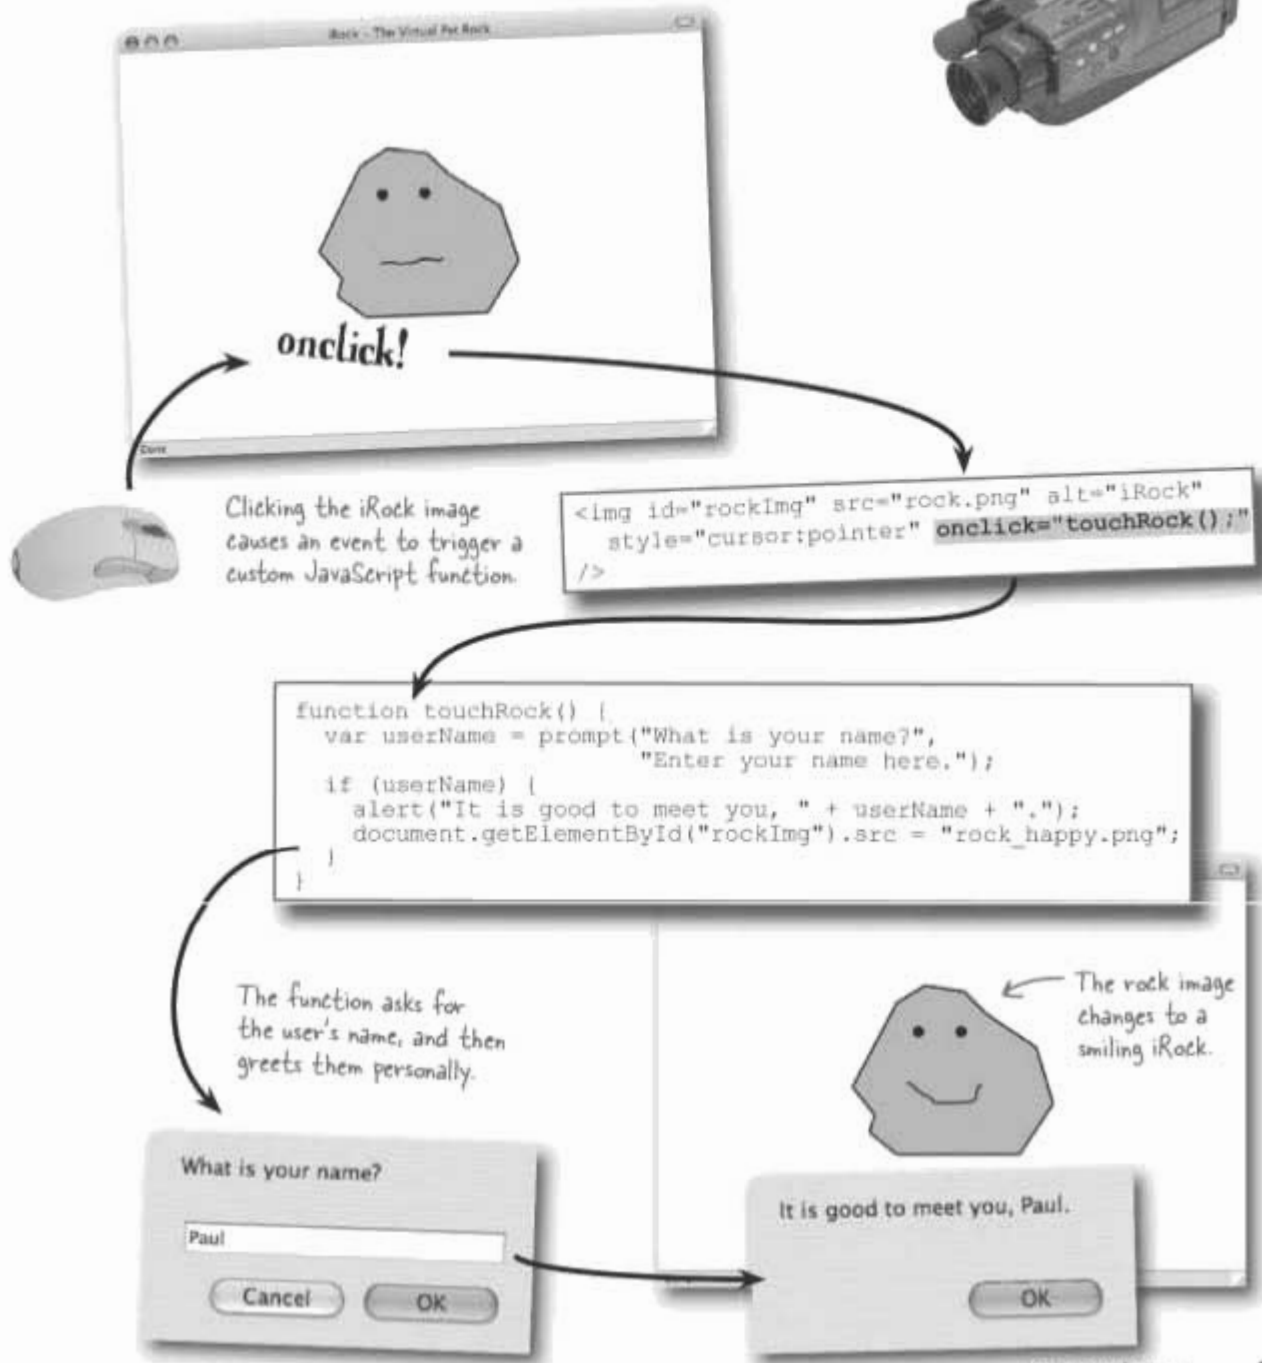 iRock - The Virtual Pet Rock
onclick!
Done
Clicking the iRock image
causes an event to trigger a
custom JavaScript function.
<img id="rockImg" src="rock.png" alt="iRock"
style="cursor:pointer" onclick="touchRock();"
/>
function touchRock() {
var userName = prompt("What is your name?",
"Enter your name here.");
if (userName) {
alert("It is good to meet you, " + userName + ".");
document.getElementById("rockImg").src = "rock_happy.png";
}
}
The function asks for
the user's name, and then
greets them personally.
The rock image
changes to a
smiling iRock.
What is your name?
Paul
Cancel
OK
It is good to meet you, Paul.
OK